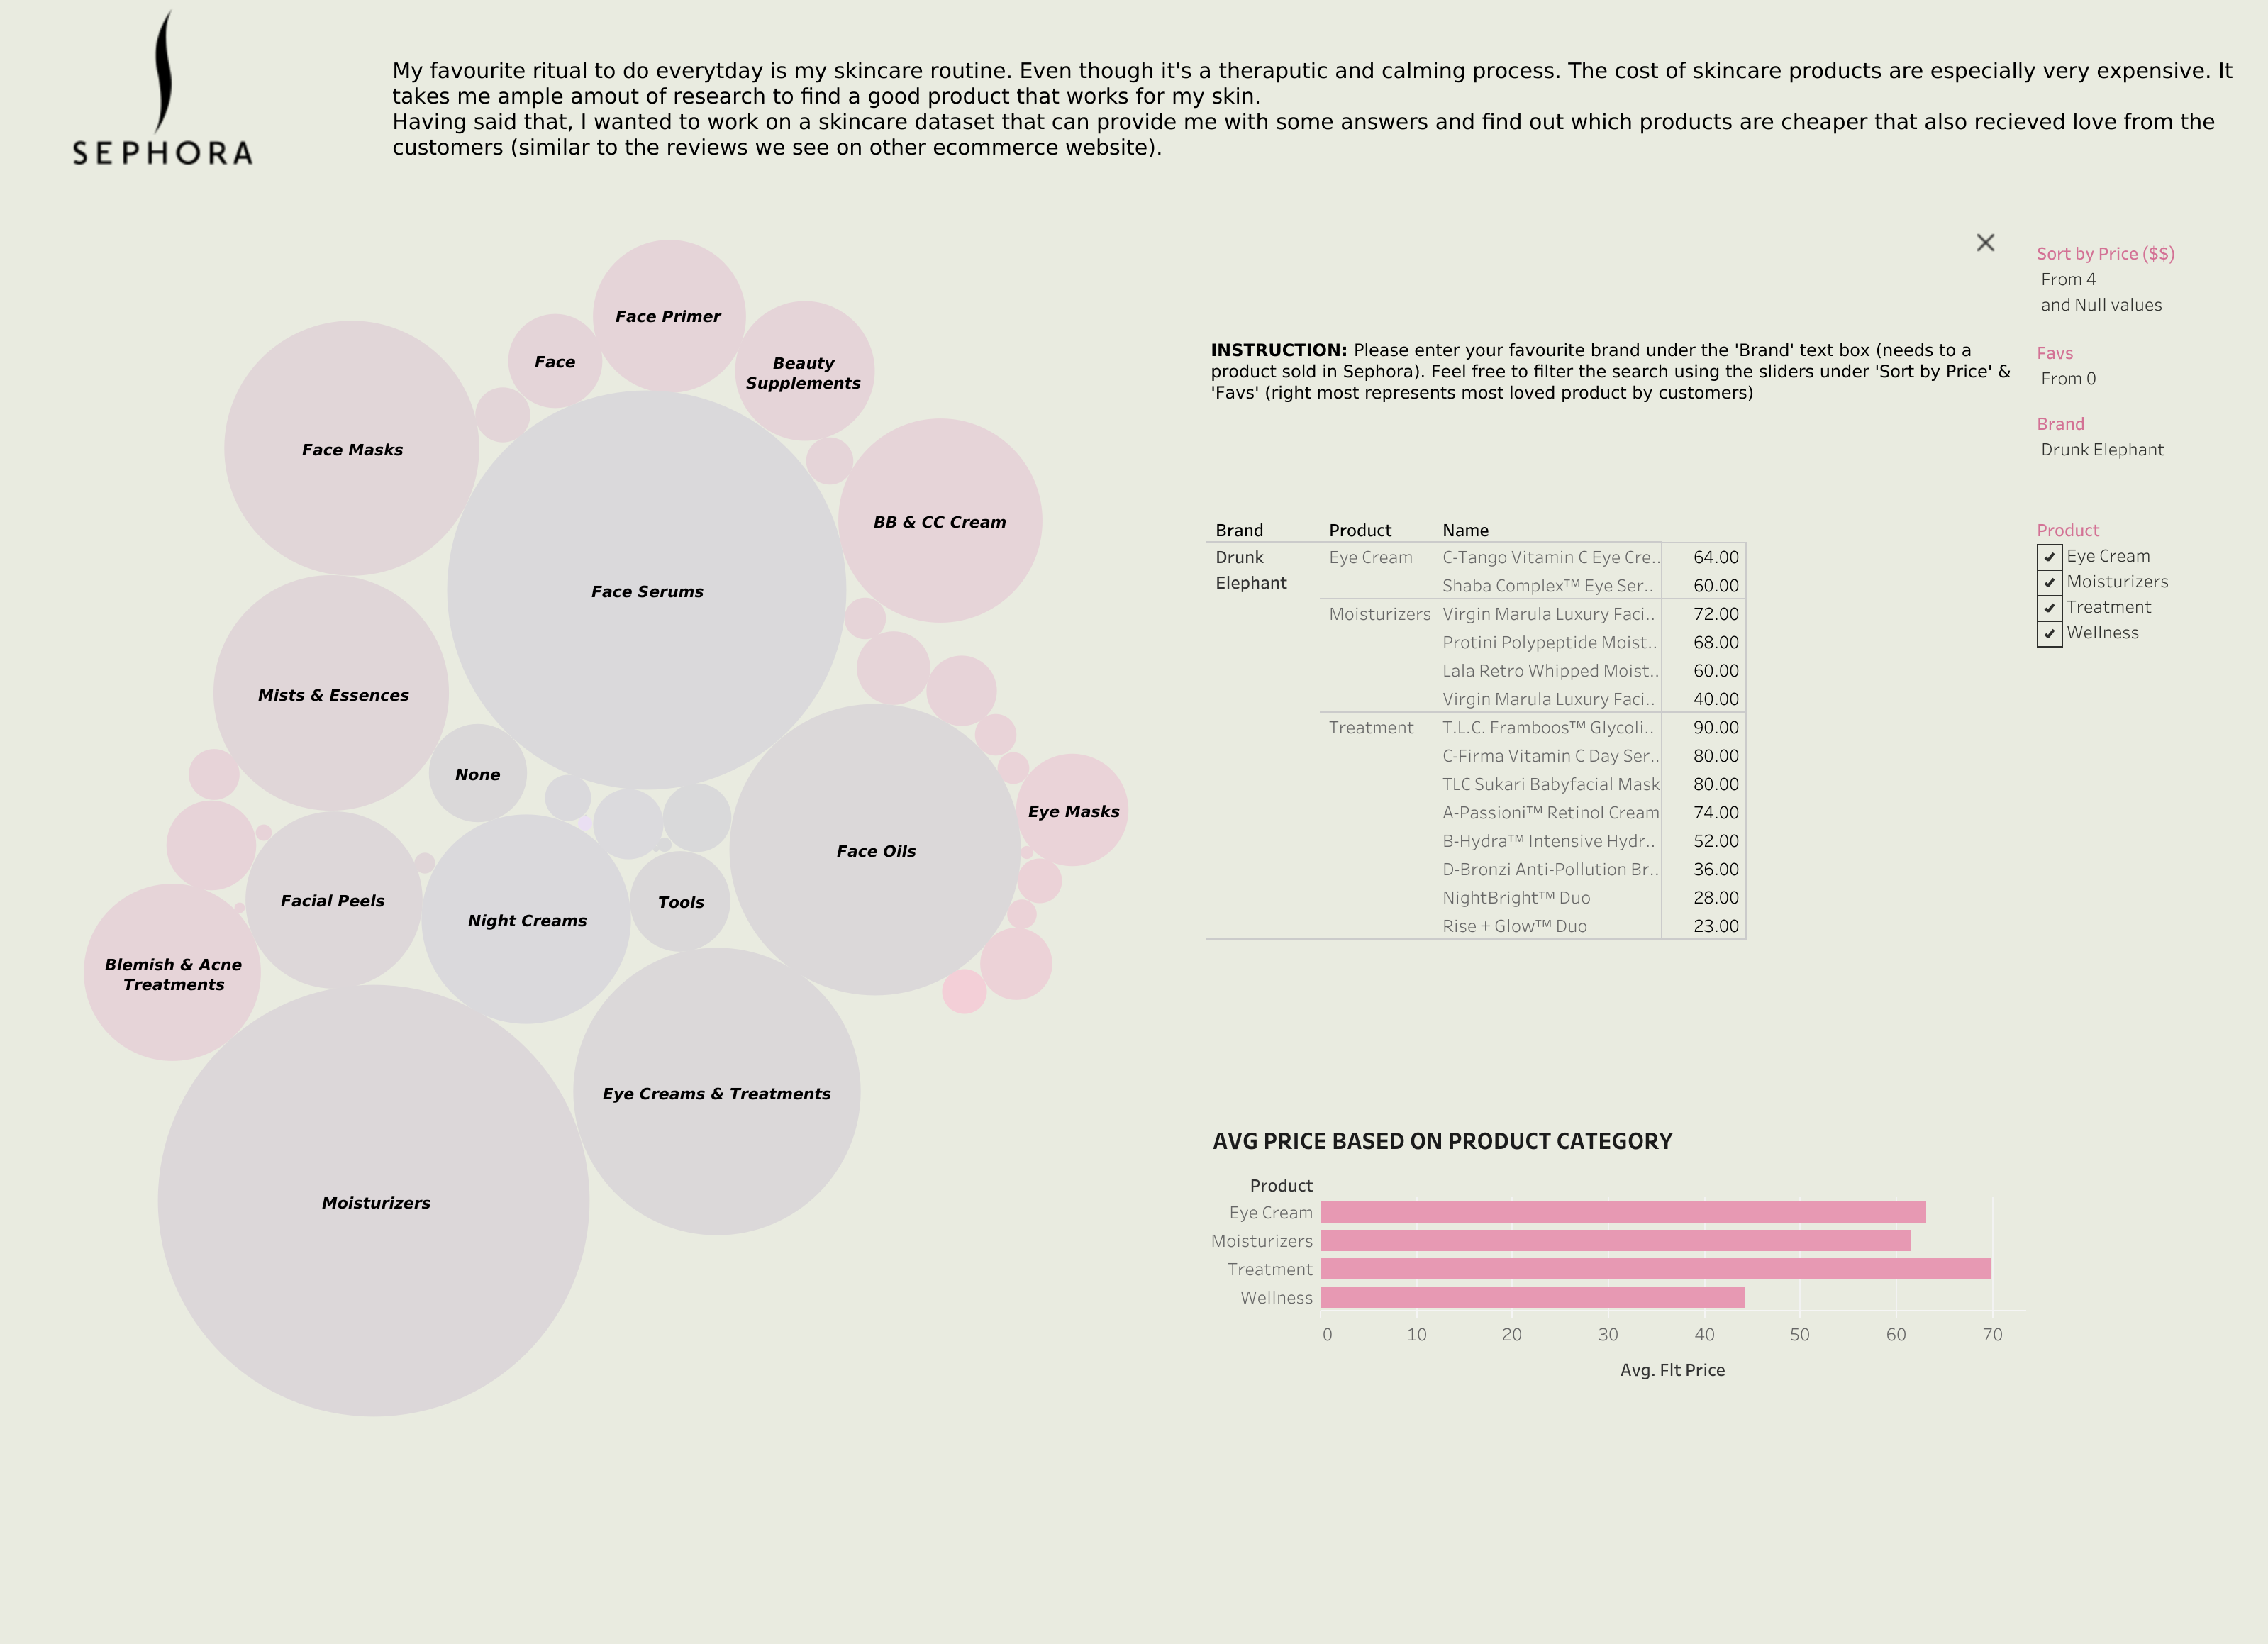 SEPHORA
My favourite ritual to do everytday is my skincare routine. Even though it's a theraputic and calming process. The cost of skincare products are especially very expensive. It
takes me ample amout of research to find a good product that works for my skin.
Having said that, I wanted to work on a skincare dataset that can provide me with some answers and find out which products are cheaper that also recieved love from the
customers (similar to the reviews we see on other ecommerce website).
Face Primer
Face
Beauty
Supplements
Face Masks
BB & CC Cream
Face Serums
Mists & Essences
None
Eye Masks
Face Oils
Facial Peels
Tools
Night Creams
Blemish & Acne
Treatments
Eye Creams & Treatments
Moisturizers
INSTRUCTION: Please enter your favourite brand under the 'Brand' text box (needs to a
product sold in Sephora). Feel free to filter the search using the sliders under 'Sort by Price' &
'Favs' (right most represents most loved product by customers)
Sort by Price ($$)
From 4
and Null values
Favs
From 0
Brand
Drunk Elephant
Product
Eye Cream
Moisturizers
Treatment
Wellness
Brand Product Name
Drunk Elephant Eye Cream C-Tango Vitamin C Eye Cre.. 64.00
Shaba Complex™ Eye Ser.. 60.00
Moisturizers Virgin Marula Luxury Faci.. 72.00
Protini Polypeptide Moist.. 68.00
Lala Retro Whipped Moist.. 60.00
Virgin Marula Luxury Faci.. 40.00
Treatment T.L.C. Framboos™ Glycoli.. 90.00
C-Firma Vitamin C Day Ser.. 80.00
TLC Sukari Babyfacial Mask 80.00
A-Passioni™ Retinol Cream 74.00
B-Hydra™ Intensive Hydr.. 52.00
D-Bronzi Anti-Pollution Br.. 36.00
NightBright™ Duo 28.00
Rise + Glow™ Duo 23.00
AVG PRICE BASED ON PRODUCT CATEGORY
Product
Eye Cream
Moisturizers
Treatment
Wellness
0 10 20 30 40 50 60 70
Avg. Flt Price